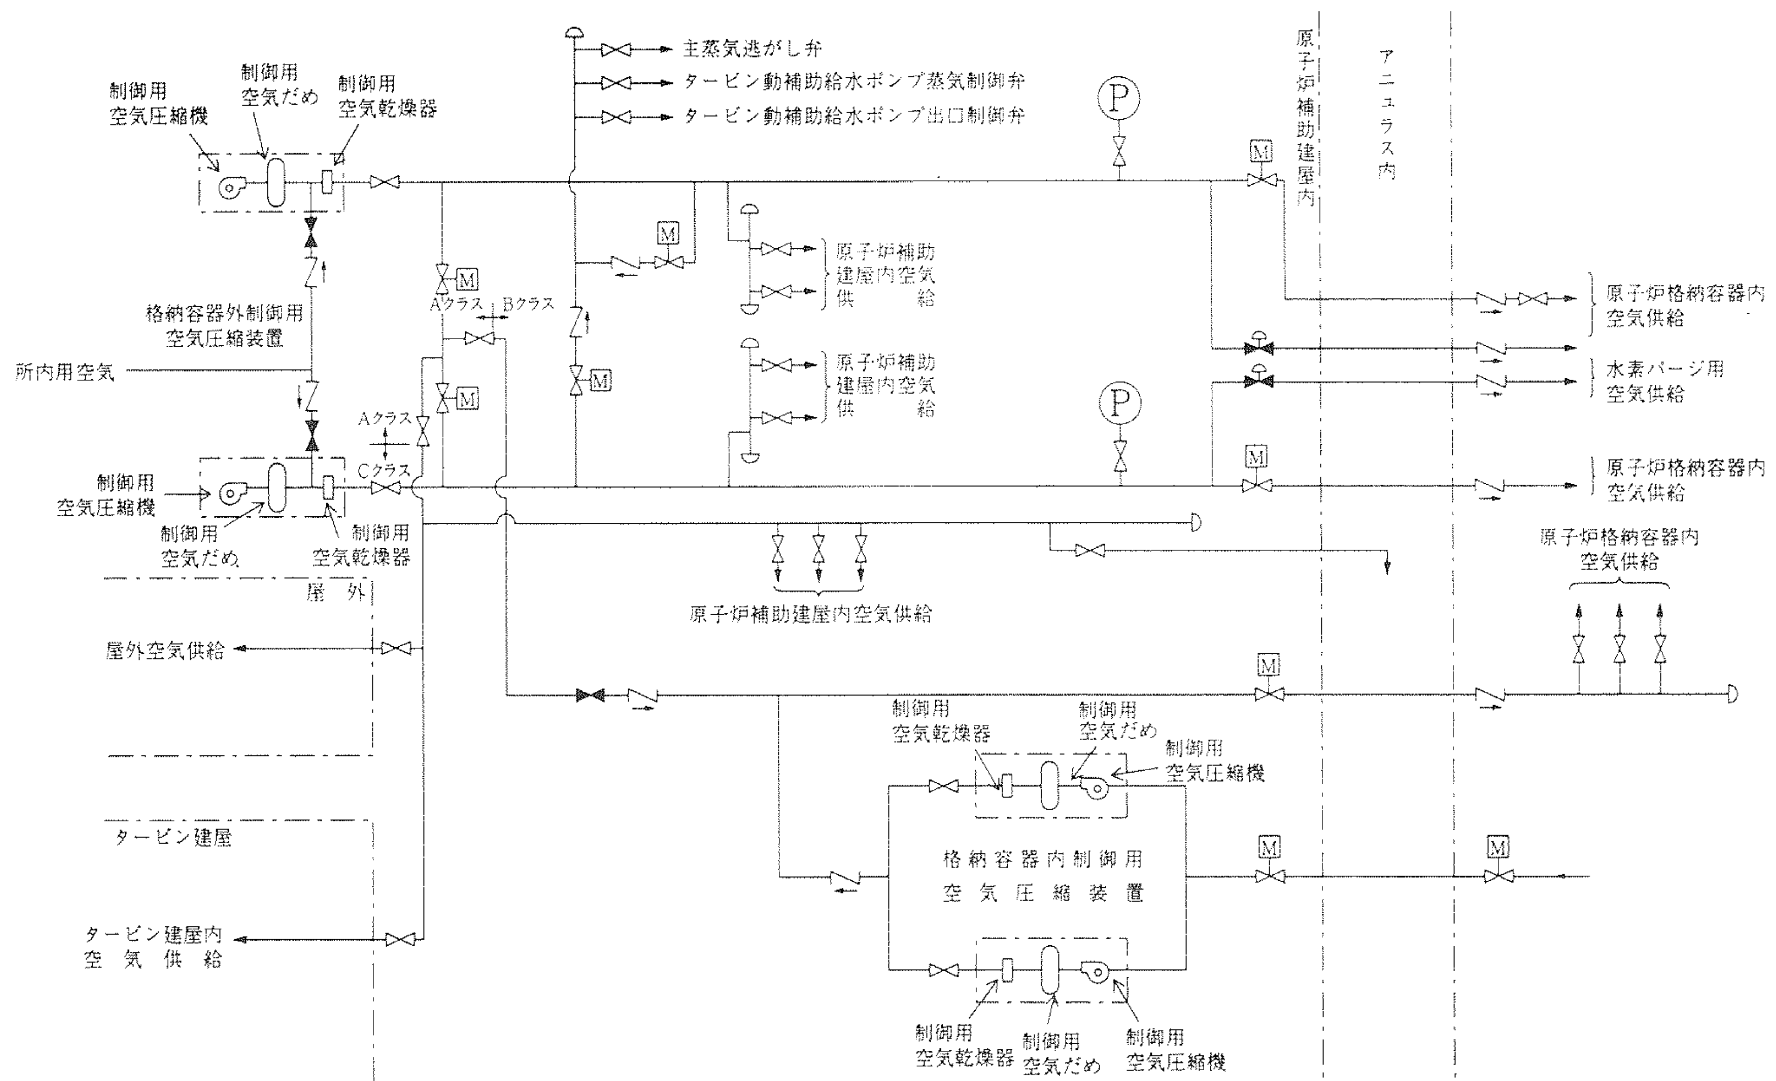 主蒸気逃がし弁
タービン動補助給水ポンプ蒸気制御弁
タービン動補助給水ポンプ出口制御弁
制御用
空気圧縮機
制御用
空気だめ
制御用
空気乾燥器
P
M
原子炉補助建屋内
アニュラス内
M
原子炉補助
建屋内空気
供給
M
Aクラス
Bクラス
格納容器外制御用
空気圧縮装置
原子炉格納容器内
空気供給
所内用空気
M
M
原子炉補助
建屋内空気
供給
水素パージ用
空気供給
P
Aクラス
Cクラス
M
原子炉格納容器内
空気供給
制御用
空気圧縮機
制御用
空気だめ
制御用
空気乾燥器
原子炉格納容器内
空気供給
屋外
原子炉補助建屋内空気供給
屋外空気供給
M
制御用
空気乾燥器
制御用
空気だめ
制御用
空気圧縮機
タービン建屋
格納容器内制御用
空気圧縮装置
M
M
タービン建屋内
空気供給
制御用
空気乾燥器
制御用
空気だめ
制御用
空気圧縮機